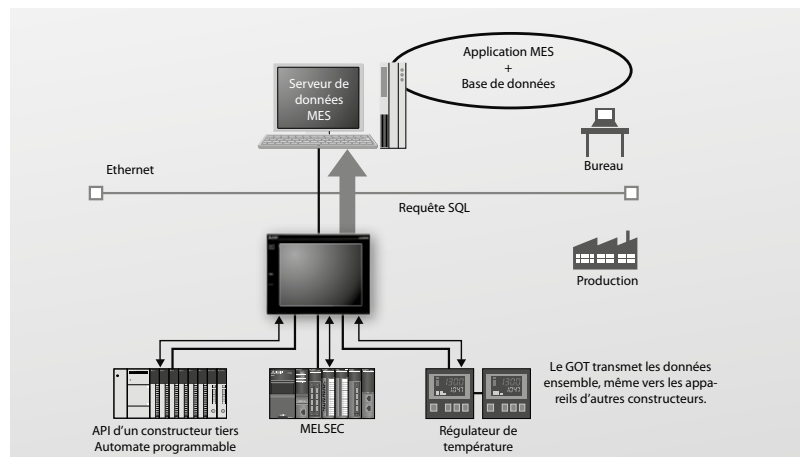 Application MES
+
Base de données
Serveur de
données
MES
Bureau
Ethernet
Requête SQL
Production
Le GOT transmet les données
ensemble, même vers les appa-
reils d'autres constructeurs.
API d'un constructeur tiers
Automate programmable
MELSEC
Régulateur de
température